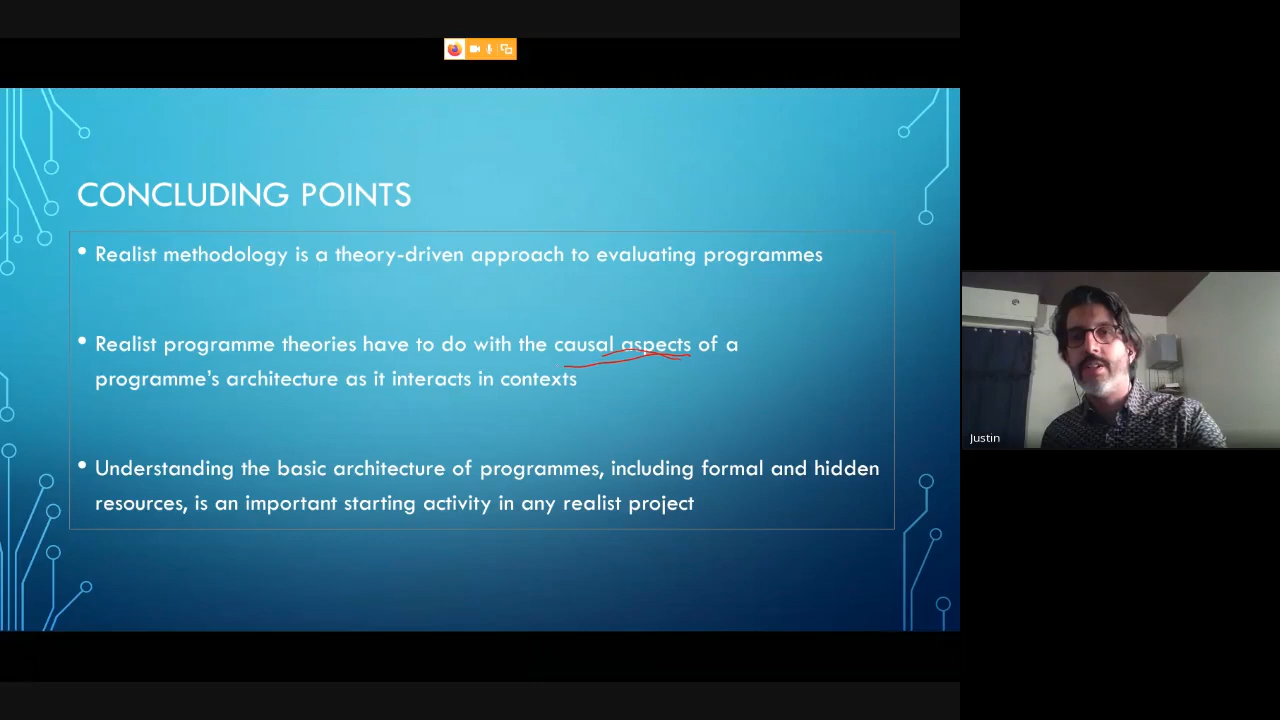 CONCLUDING POINTS
• Realist methodology is a theory-driven approach to evaluating programmes
• Realist programme theories have to do with the causal aspects of a
programme's architecture as it interacts in contexts
• Understanding the basic architecture of programmes, including formal and hidden
resources, is an important starting activity in any realist project
Justin